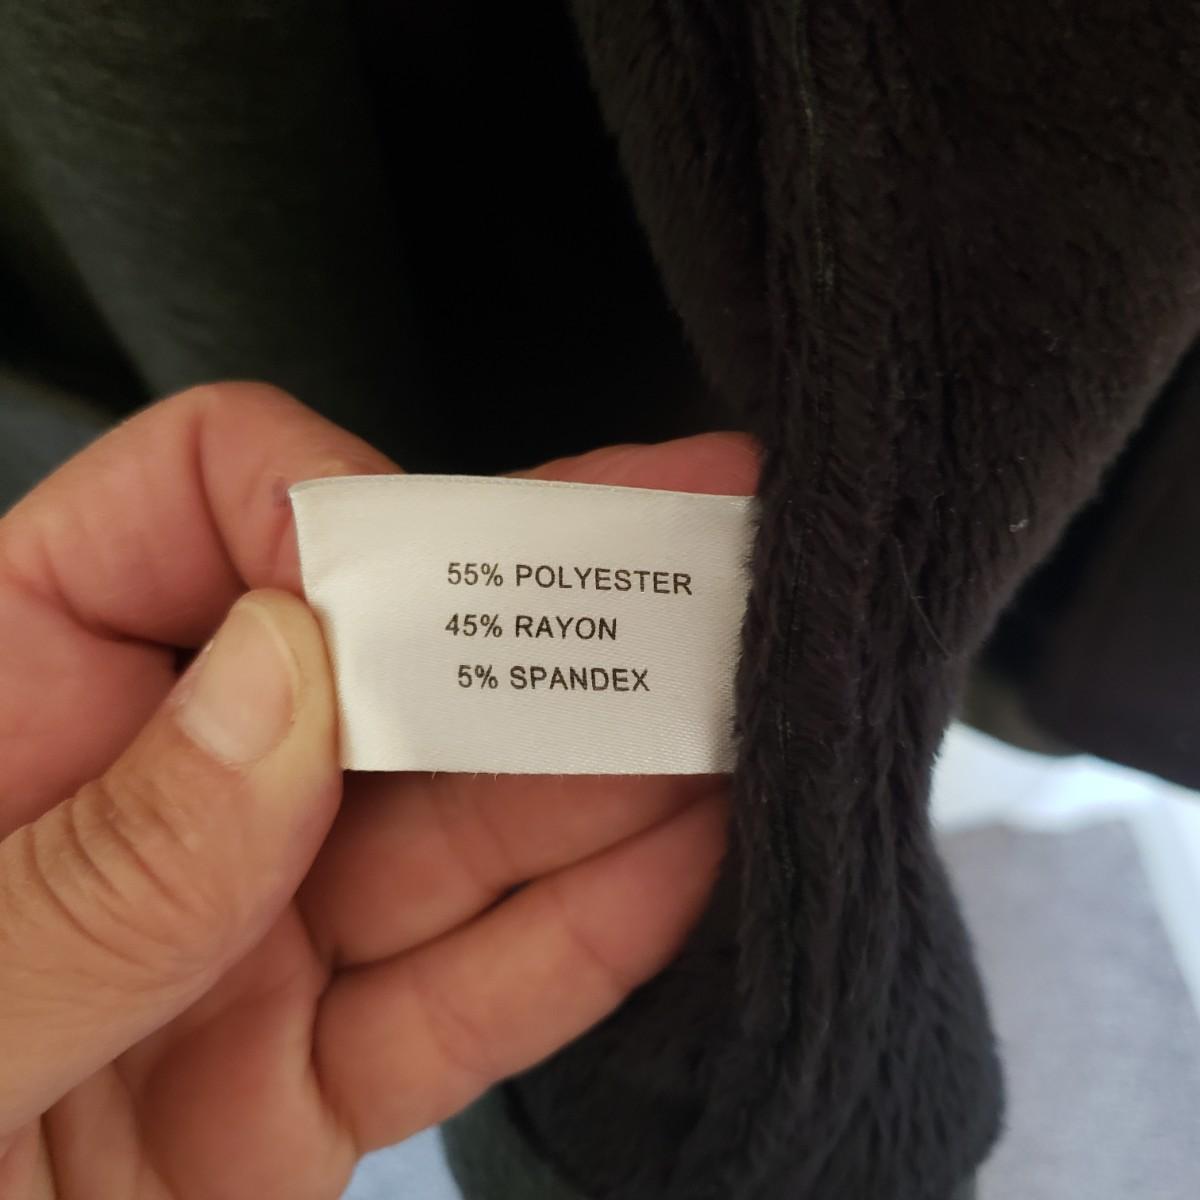 55% POLYESTER
45% RAYON
5% SPANDEX